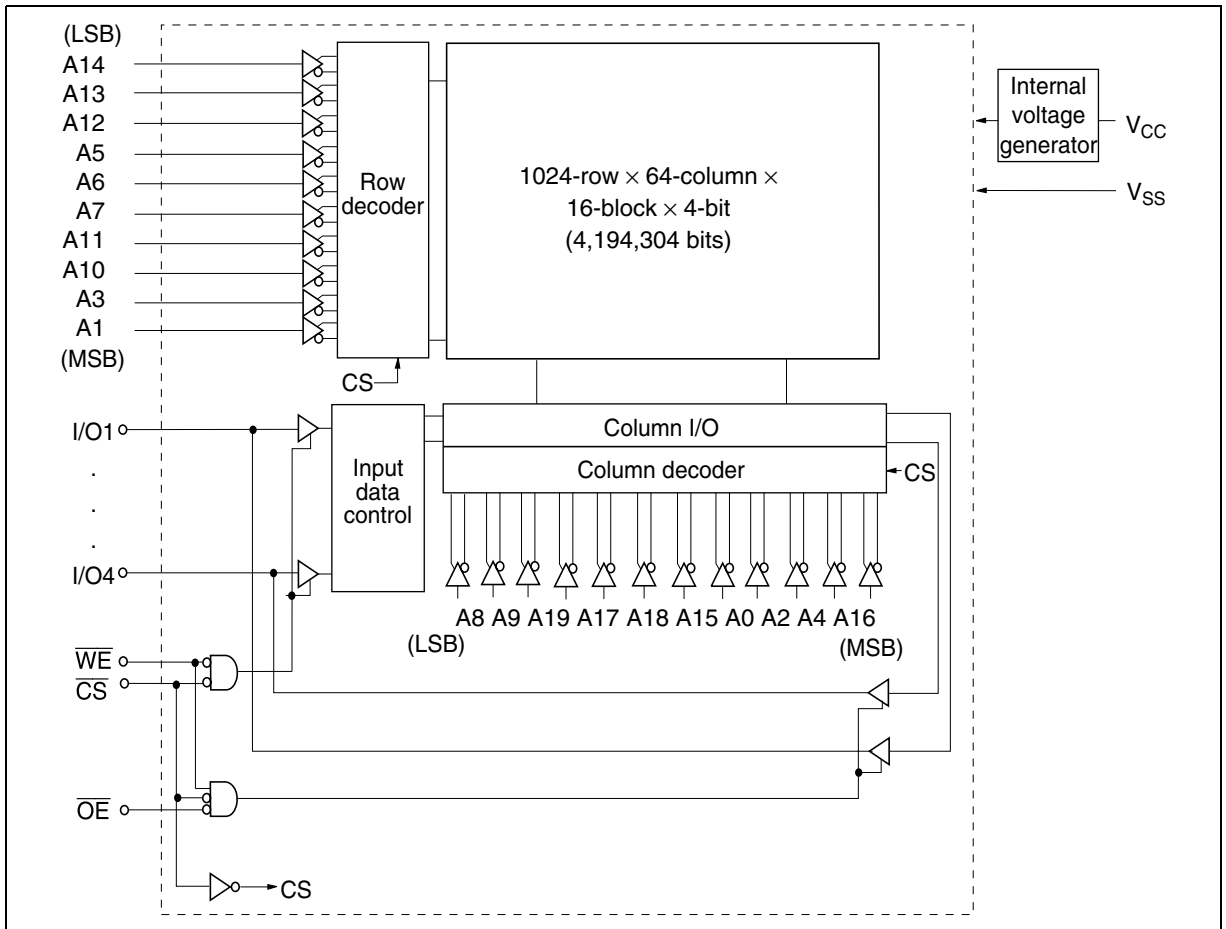 (LSB)
A14
A13
A12
A5
A6
A7
A11
A10
A3
A1
(MSB)
Row
decoder
1024-row × 64-column ×
16-block × 4-bit
(4,194,304 bits)
Internal
voltage
generator
VCC
VSS
CS
I/O1
.
.
.
I/O4
Input
data
control
Column I/O
Column decoder
CS
A8 A9 A19 A17 A18 A15 A0 A2 A4 A16
(LSB)
(MSB)
WE
CS
OE
CS